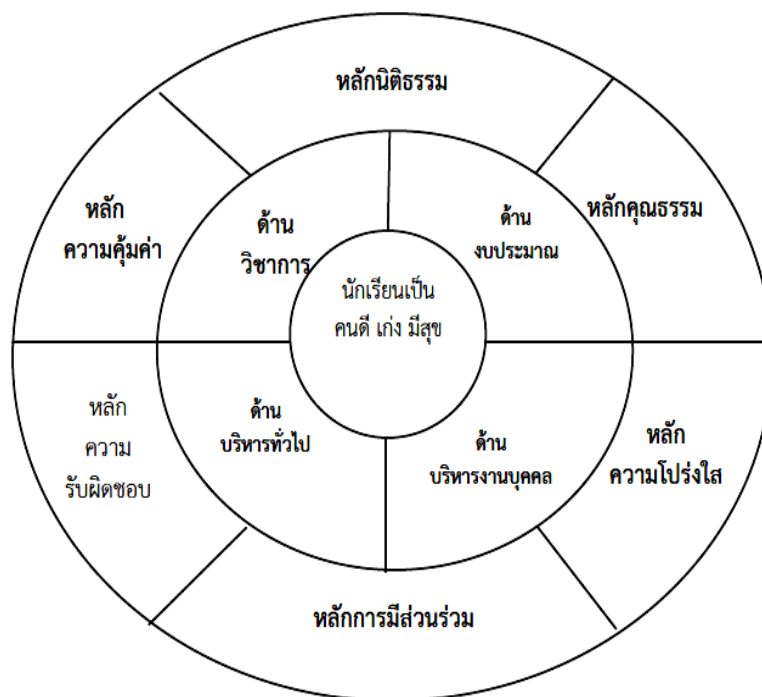 หลักนิติธรรม
หลัก
ความคุ้มค่า
หลักคุณธรรม
ด้าน
วิชาการ
ด้าน
งบประมาณ
นักเรียนเป็น
คนดี เก่ง มีสุข
หลัก
ความ
รับผิดชอบ
ด้าน
บริหารทั่วไป
ด้าน
บริหารงานบุคคล
หลัก
ความโปร่งใส
หลักการมีส่วนร่วม